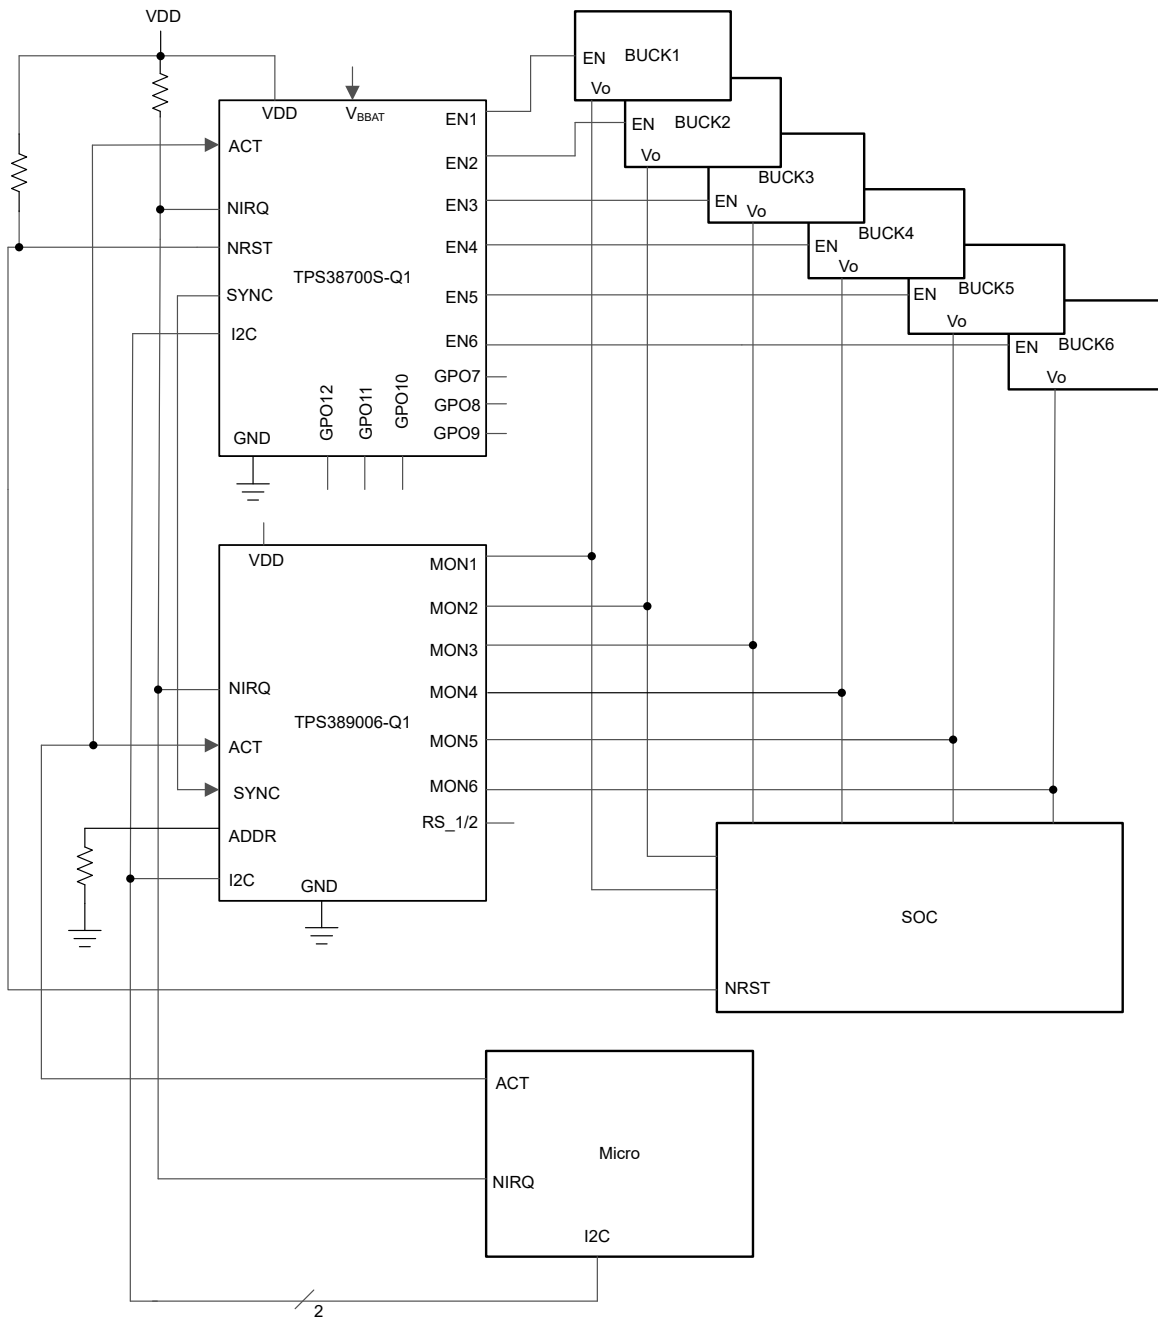 VDD
BUCK1
EN
Vo
VDD
VBBAT
EN1
ACT
EN2
NIRQ
EN3
NRST
EN4
TPS38700S-Q1
SYNC
EN5
I2C
EN6
GPO7
GPO8
GPO9
GPO12
GPO11
GPO10
GND
EN
BUCK2
Vo
BUCK3
EN
Vo
BUCK4
EN
Vo
BUCK5
EN
Vo
EN
BUCK6
Vo
VDD
MON1
MON2
MON3
NIRQ
MON4
TPS389006-Q1
ACT
MON5
SYNC
MON6
RS_1/2
ADDR
I2C
GND
SOC
NRST
ACT
Micro
NIRQ
I2C
2